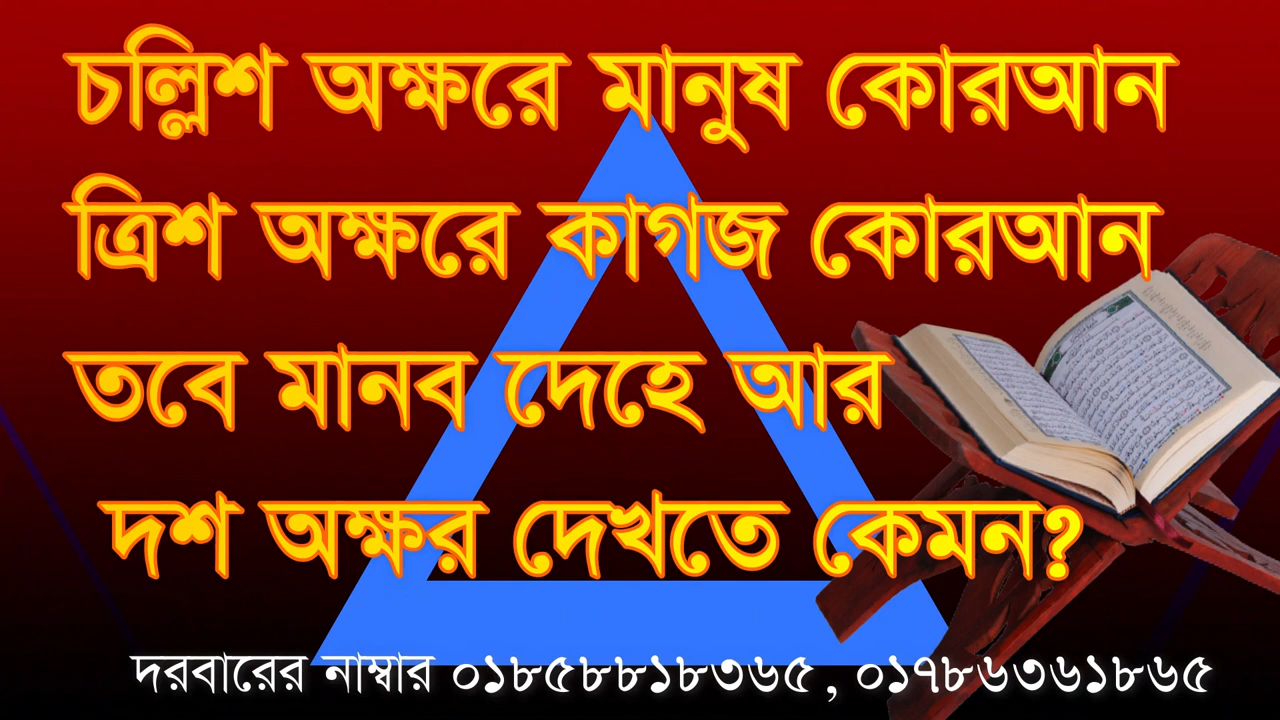 চল্লিশ অক্ষরে মানুষ কোরআন
ত্রিশ অক্ষরে কাগজ কোরআন
তবে মানব দেহে আর
দশ অক্ষর দেখতে কেমন?
দরবারের নাম্বার ০১৮৫৮৮১৮৩৬৫, ০১৭৮৬৩৬১৮৬৫